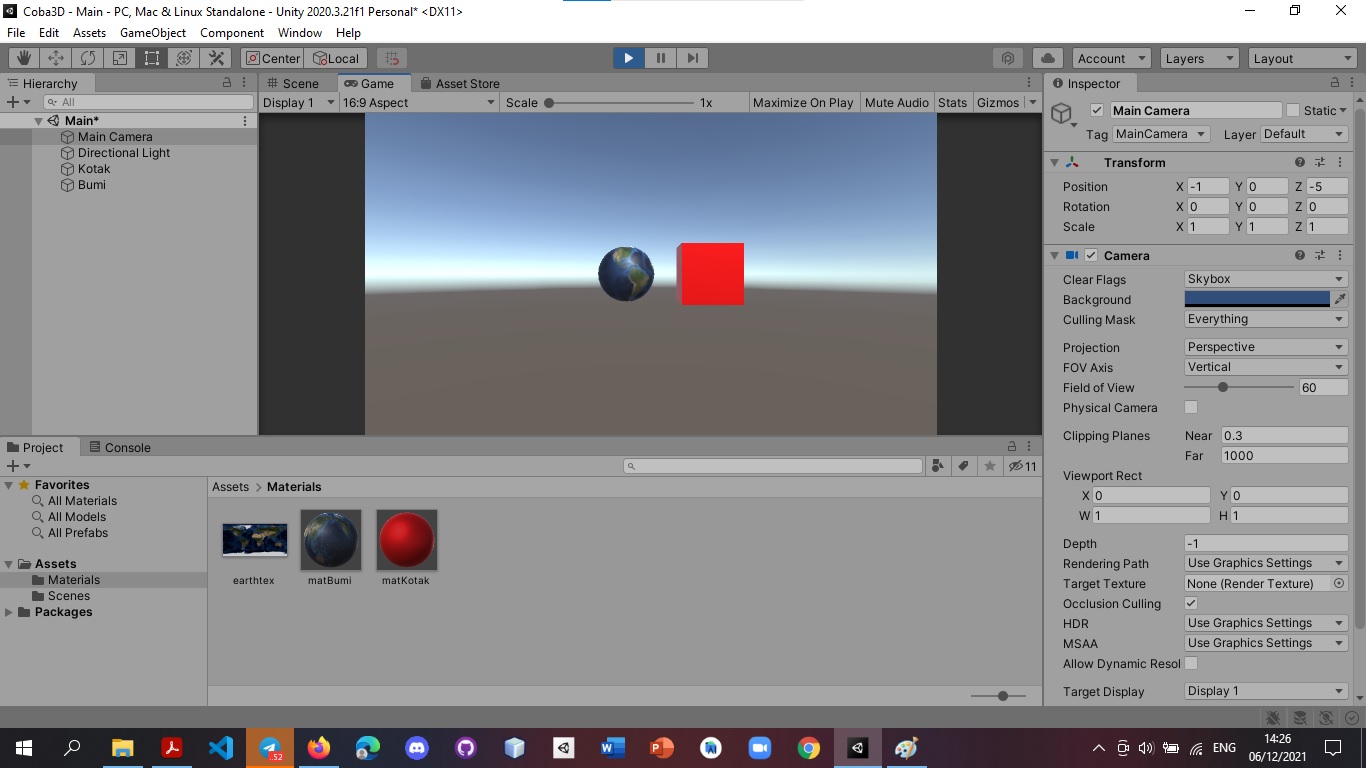 Coba3D - Main - PC, Mac & Linux Standalone - Unity 2020.3.21f1 Personal* <DX11>
File Edit Assets GameObject Component Window Help
Center Local Account Layers Layout
Hierarchy
All
Main*
Main Camera
Directional Light
Kotak
Bumi
Scene Game Asset Store
Display 1 16:9 Aspect Scale 1x Maximize On Play Mute Audio Stats Gizmos
Project Console
11
Favorites
All Materials
All Models
All Prefabs
Assets
Materials
Scenes
Packages
Assets > Materials
earthtex matBumi matKotak
Inspector
Main Camera Static
Tag MainCamera Layer Default
Transform
Position X -1 Y 0 Z -5
Rotation X 0 Y 0 Z 0
Scale X 1 Y 1 Z 1
Camera
Clear Flags Skybox
Background
Culling Mask Everything
Projection Perspective
FOV Axis Vertical
Field of View 60
Physical Camera
Clipping Planes Near 0.3
Far 1000
Viewport Rect
X 0 Y 0
W 1 H 1
Depth -1
Rendering Path Use Graphics Settings
Target Texture None (Render Texture)
Occlusion Culling
HDR Use Graphics Settings
MSAA Use Graphics Settings
Allow Dynamic Resol
Target Display Display 1
..52
ENG
14:26
06/12/2021